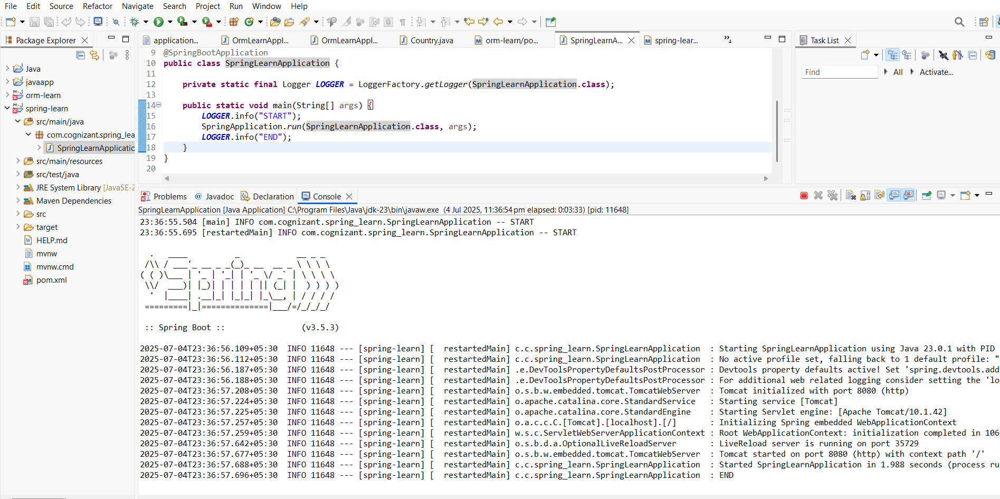 File Edit Source Refactor Navigate Search Project Run Window Help
Package Explorer
application...
OrmLearnAppl...
OrmLearnAppl...
Country.java
orm-learn/po...
SpringLearnA...
spring-lear...
»4
Task List
Java
javaapp
orm-learn
spring-learn
src/main/java
com.cognizant.spring_lea
SpringLearnApplicatio
src/main/resources
src/test/java
JRE System Library [JavaSE-2
Maven Dependencies
src
target
HELP.md
mvnw
mvnw.cmd
pom.xml
9 @SpringBootApplication
10 public class SpringLearnApplication {
11
12 private static final Logger LOGGER = LoggerFactory.getLogger(SpringLearnApplication.class);
13
14 public static void main(String[] args) {
15 LOGGER.info("START");
16 SpringApplication.run(SpringLearnApplication.class, args);
17 LOGGER.info("END");
18 }
19 }
20
Find All Activate...
Problems @ Javadoc Declaration Console
SpringLearnApplication [Java Application] C:\Program Files\Java\jdk-23\bin\javaw.exe (4 Jul 2025, 11:36:54 pm elapsed: 0:03:33) [pid: 11648]
23:36:55.504 [main] INFO com.cognizant.spring_learn.SpringLearnApplication -- START
23:36:55.695 [restartedMain] INFO com.cognizant.spring_learn.SpringLearnApplication -- START
Spring
:: Spring Boot :: (v3.5.3)
2025-07-04T23:36:56.109+05:30 INFO 11648 --- [spring-learn] [ restartedMain] c.c.spring_learn.SpringLearnApplication : Starting SpringLearnApplication using Java 23.0.1 with PID
2025-07-04T23:36:56.112+05:30 INFO 11648 --- [spring-learn] [ restartedMain] c.c.spring_learn.SpringLearnApplication : No active profile set, falling back to 1 default profile: "
2025-07-04T23:36:56.187+05:30 INFO 11648 --- [spring-learn] [ restartedMain] .e.DevToolsPropertyDefaultsPostProcessor : Devtools property defaults active! Set 'spring.devtools.add
2025-07-04T23:36:56.188+05:30 INFO 11648 --- [spring-learn] [ restartedMain] .e.DevToolsPropertyDefaultsPostProcessor : For additional web related logging consider setting the 'lo
2025-07-04T23:36:57.208+05:30 INFO 11648 --- [spring-learn] [ restartedMain] o.s.b.w.embedded.tomcat.TomcatWebServer : Tomcat initialized with port 8080 (http)
2025-07-04T23:36:57.224+05:30 INFO 11648 --- [spring-learn] [ restartedMain] o.apache.catalina.core.StandardService : Starting service [Tomcat]
2025-07-04T23:36:57.225+05:30 INFO 11648 --- [spring-learn] [ restartedMain] o.apache.catalina.core.StandardEngine : Starting Servlet engine: [Apache Tomcat/10.1.42]
2025-07-04T23:36:57.257+05:30 INFO 11648 --- [spring-learn] [ restartedMain] o.a.c.c.C.[Tomcat].[localhost].[/] : Initializing Spring embedded WebApplicationContext
2025-07-04T23:36:57.259+05:30 INFO 11648 --- [spring-learn] [ restartedMain] w.s.c.ServletWebServerApplicationContext : Root WebApplicationContext: initialization completed in 106
2025-07-04T23:36:57.642+05:30 INFO 11648 --- [spring-learn] [ restartedMain] o.s.b.d.a.OptionalLiveReloadServer : LiveReload server is running on port 35729
2025-07-04T23:36:57.677+05:30 INFO 11648 --- [spring-learn] [ restartedMain] o.s.b.w.embedded.tomcat.TomcatWebServer : Tomcat started on port 8080 (http) with context path '/'
2025-07-04T23:36:57.688+05:30 INFO 11648 --- [spring-learn] [ restartedMain] c.c.spring_learn.SpringLearnApplication : Started SpringLearnApplication in 1.988 seconds (process ru
2025-07-04T23:36:57.696+05:30 INFO 11648 --- [spring-learn] [ restartedMain] c.c.spring_learn.SpringLearnApplication : END